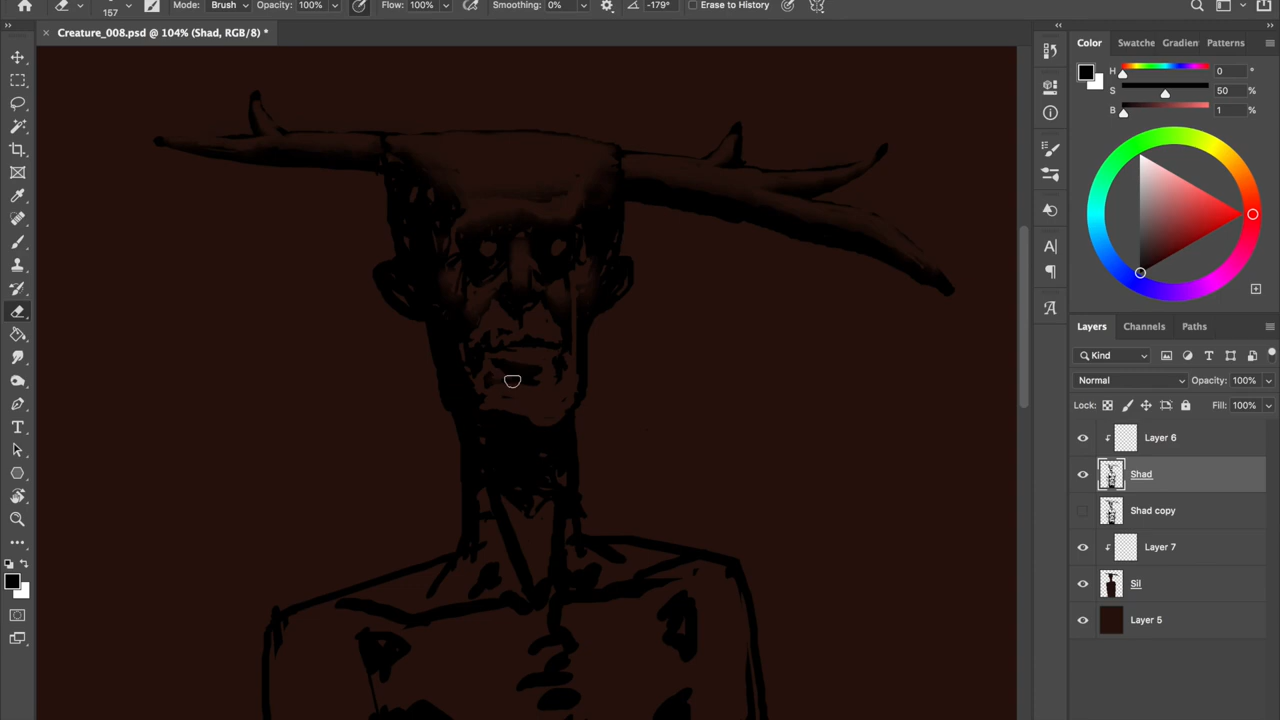 157 Mode: Brush Opacity: 100% Flow: 100% Smoothing: 0% -179° Erase to History
Creature_008.psd @ 104% (Shad, RGB/8) *
Color Swatche Gradien Patterns
H 0 °
S 50 %
B 1 %
Layers Channels Paths
Kind
Normal Opacity: 100%
Lock: Fill: 100%
Layer 6
Shad
Shad copy
Layer 7
Sil
Layer 5